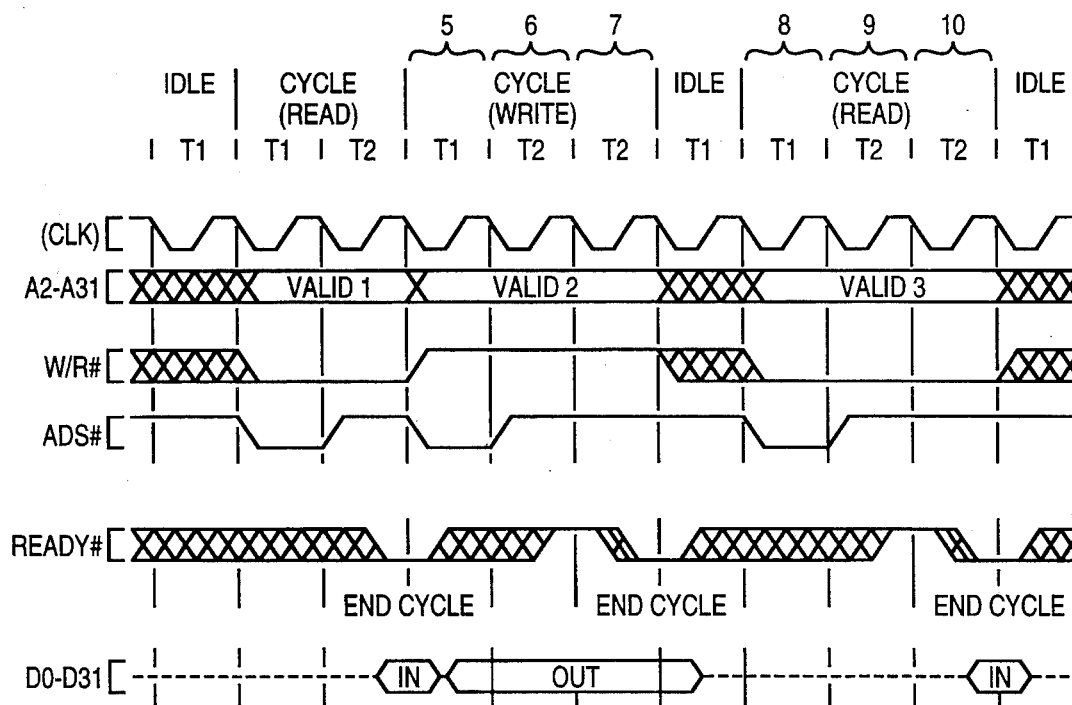 5 6 7 8 9 10
IDLE CYCLE (READ) CYCLE (WRITE) IDLE CYCLE (READ) IDLE
T1 T1 T2 T1 T2 T2 T1 T1 T2 T2 T1
(CLK)
A2-A31 VALID 1 VALID 2 VALID 3
W/R#
ADS#
READY#
END CYCLE END CYCLE END CYCLE
D0-D31 IN OUT IN